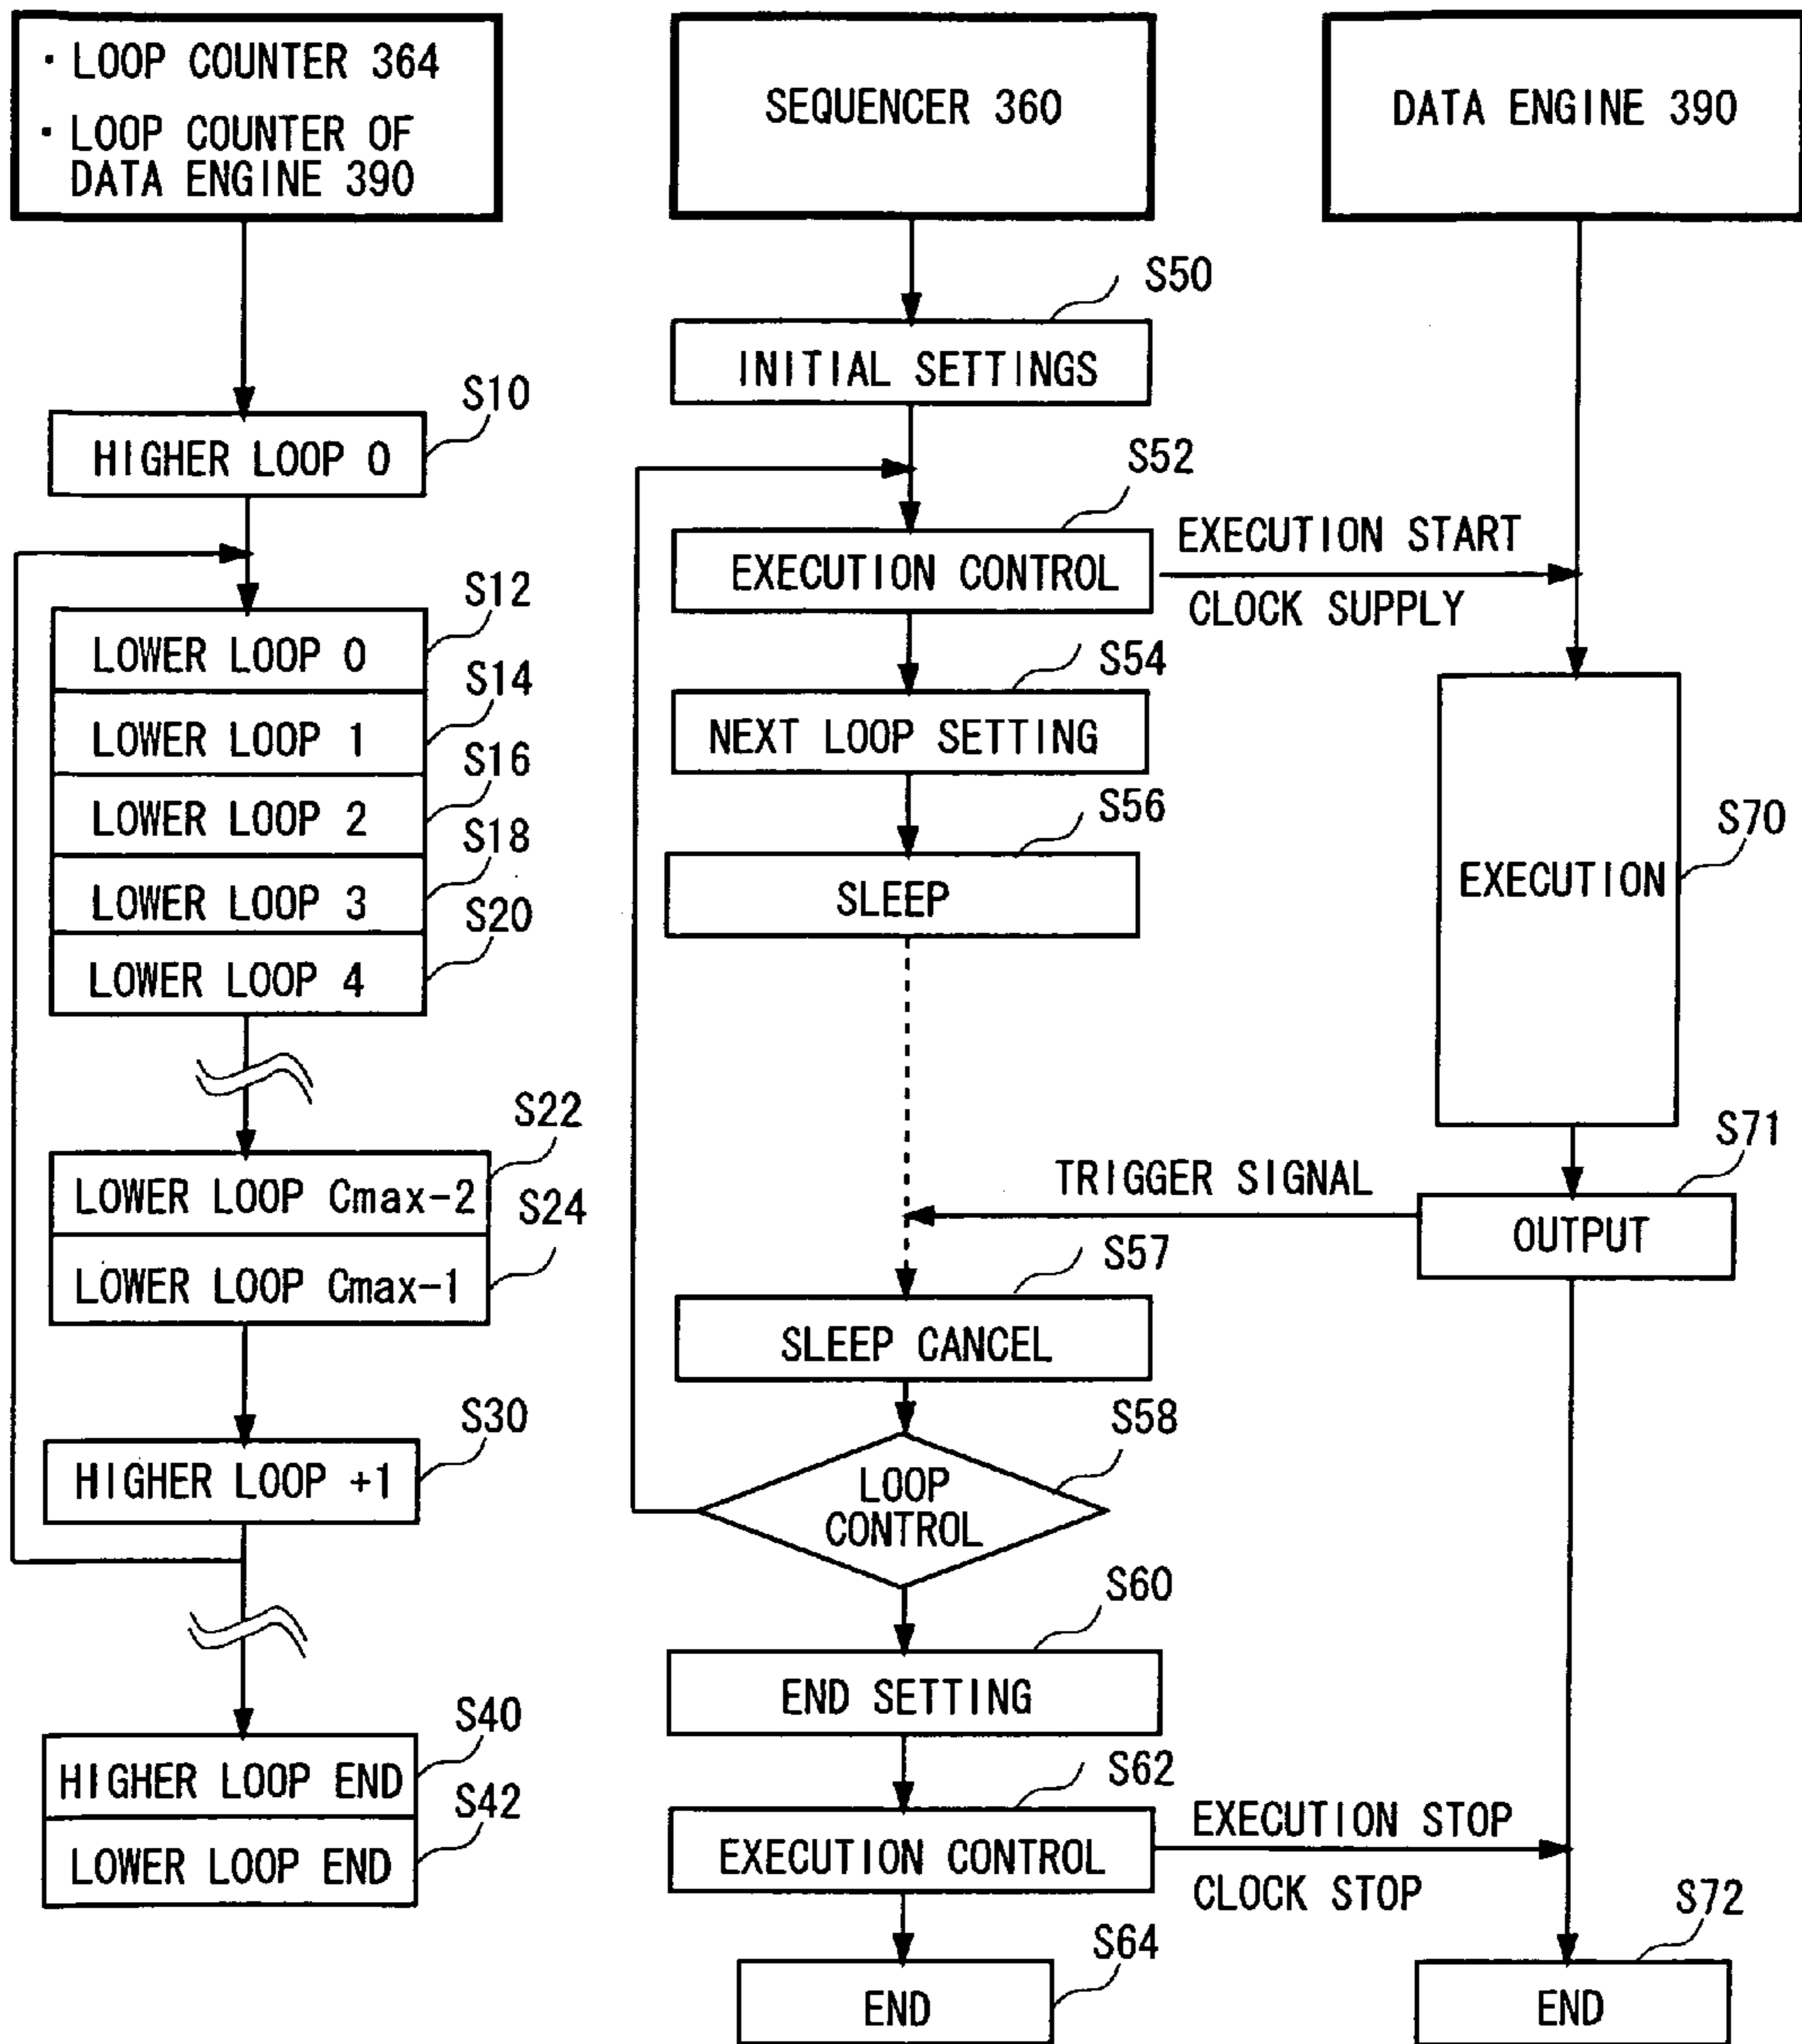 · LOOP COUNTER 364
· LOOP COUNTER OF
DATA ENGINE 390
S10
HIGHER LOOP 0
S12
LOWER LOOP 0
S14
LOWER LOOP 1
S16
LOWER LOOP 2
S18
LOWER LOOP 3
S20
LOWER LOOP 4
S22
LOWER LOOP Cmax-2
S24
LOWER LOOP Cmax-1
S30
HIGHER LOOP +1
S40
HIGHER LOOP END
S42
LOWER LOOP END
SEQUENCER 360
S50
INITIAL SETTINGS
S52
EXECUTION CONTROL
EXECUTION START
CLOCK SUPPLY
S54
NEXT LOOP SETTING
S56
SLEEP
TRIGGER SIGNAL
S57
SLEEP CANCEL
S58
LOOP
CONTROL
S60
END SETTING
S62
EXECUTION CONTROL
EXECUTION STOP
CLOCK STOP
S64
END
DATA ENGINE 390
S70
EXECUTION
S71
OUTPUT
S72
END